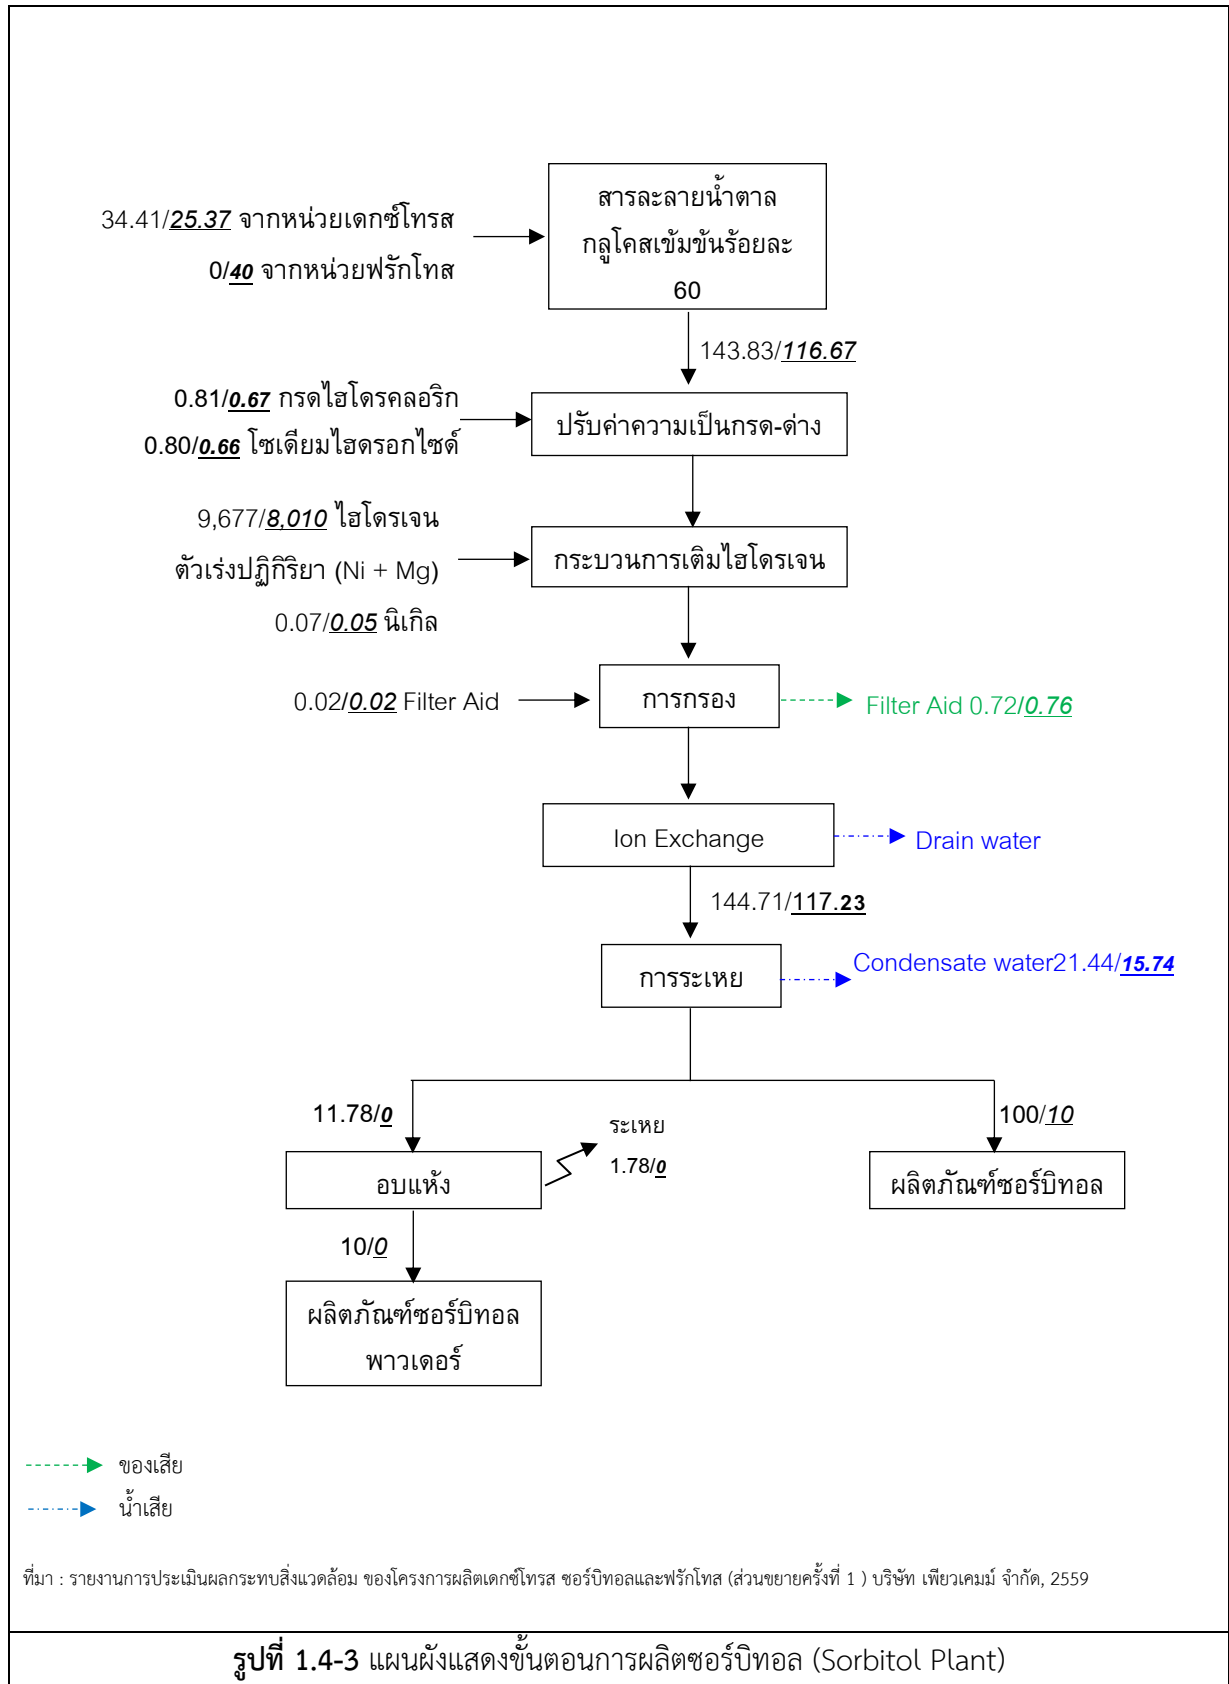 สารละลายน้ำตาล
กลูโคสเข้มข้นร้อยละ
60
34.41/25.37 จากหน่วยเดกซ์โทรส
0/40 จากหน่วยฟรักโทส
143.83/116.67
0.81/0.67 กรดไฮโดรคลอริก
0.80/0.66 โซเดียมไฮดรอกไซด์
ปรับค่าความเป็นกรด-ด่าง
9,677/8,010 ไฮโดรเจน
ตัวเร่งปฏิกิริยา (Ni + Mg)
0.07/0.05 นิเกิล
กระบวนการเติมไฮโดรเจน
0.02/0.02 Filter Aid
การกรอง
Filter Aid 0.72/0.76
Ion Exchange
Drain water
144.71/117.23
การระเหย
Condensate water21.44/15.74
11.78/0
ระเหย
1.78/0
100/10
อบแห้ง
ผลิตภัณฑ์ซอร์บิทอล
10/0
ผลิตภัณฑ์ซอร์บิทอล
พาวเดอร์
ของเสีย
น้ำเสีย
ที่มา : รายงานการประเมินผลกระทบสิ่งแวดล้อม ของโครงการผลิตเดกซ์โทรส ซอร์บิทอลและฟรักโทส (ส่วนขยายครั้งที่ 1 ) บริษัท เพียวเคมม์ จำกัด, 2559
รูปที่ 1.4-3 แผนผังแสดงขั้นตอนการผลิตซอร์บิทอล (Sorbitol Plant)